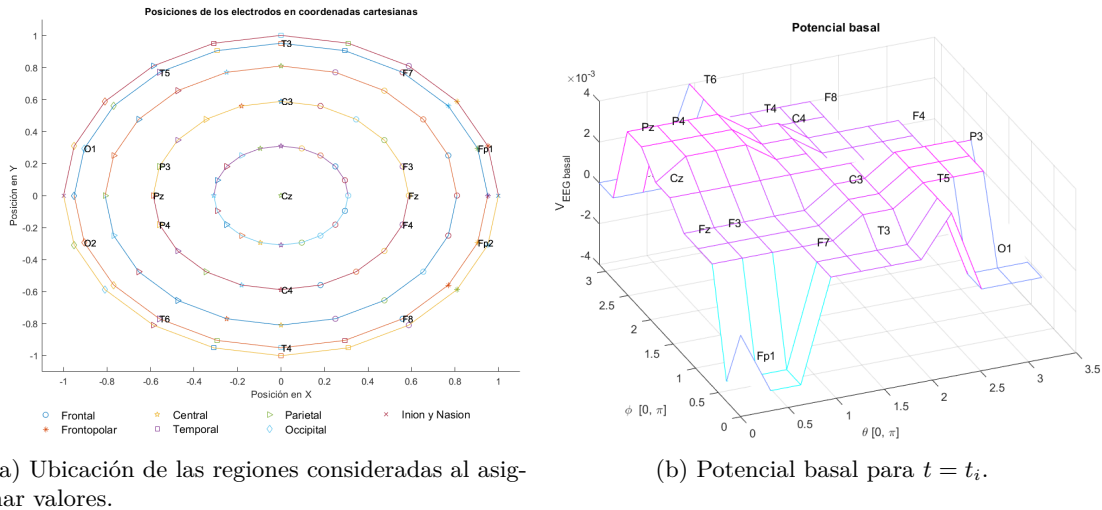 Posiciones de los electrodos en coordenadas cartesianas
1
0.8
0.6
0.4
0.2
0
-0.2
-0.4
-0.6
-0.8
-1
Posición en Y
T3
T5
F7
C3
O1
Fp1
P3
F3
Pz
Cz
Fz
P4
F4
O2
Fp2
C4
T6
F8
T4
-1
-0.8
-0.6
-0.4
-0.2
0
0.2
0.4
0.6
0.8
1
Posición en X
Frontal
Central
Parietal
Inion y Nasion
Frontopolar
Temporal
Occipital
a) Ubicación de las regiones consideradas al asig-
nar valores.
Potencial basal
×10-3
4
2
0
-2
-4
VEEG basal
T6
F8
T4
C4
Pz
P4
F4
P3
Cz
C3
T5
Fz
F3
F7
T3
O1
Fp1
3
2.5
2
1.5
1
0.5
0
ϕ [0, π]
0
0.5
1
1.5
2
2.5
3
3.5
θ [0, π]
(b) Potencial basal para t = ti.